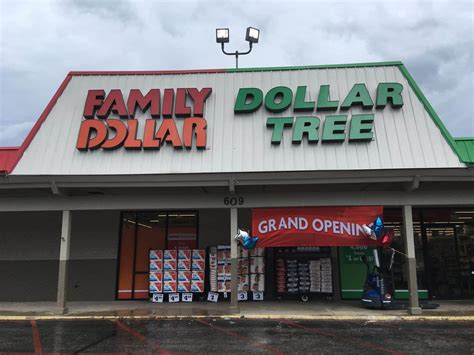 FAMILY
DOLLAR
DOLLAR
TREE
609
GRAND OPENING